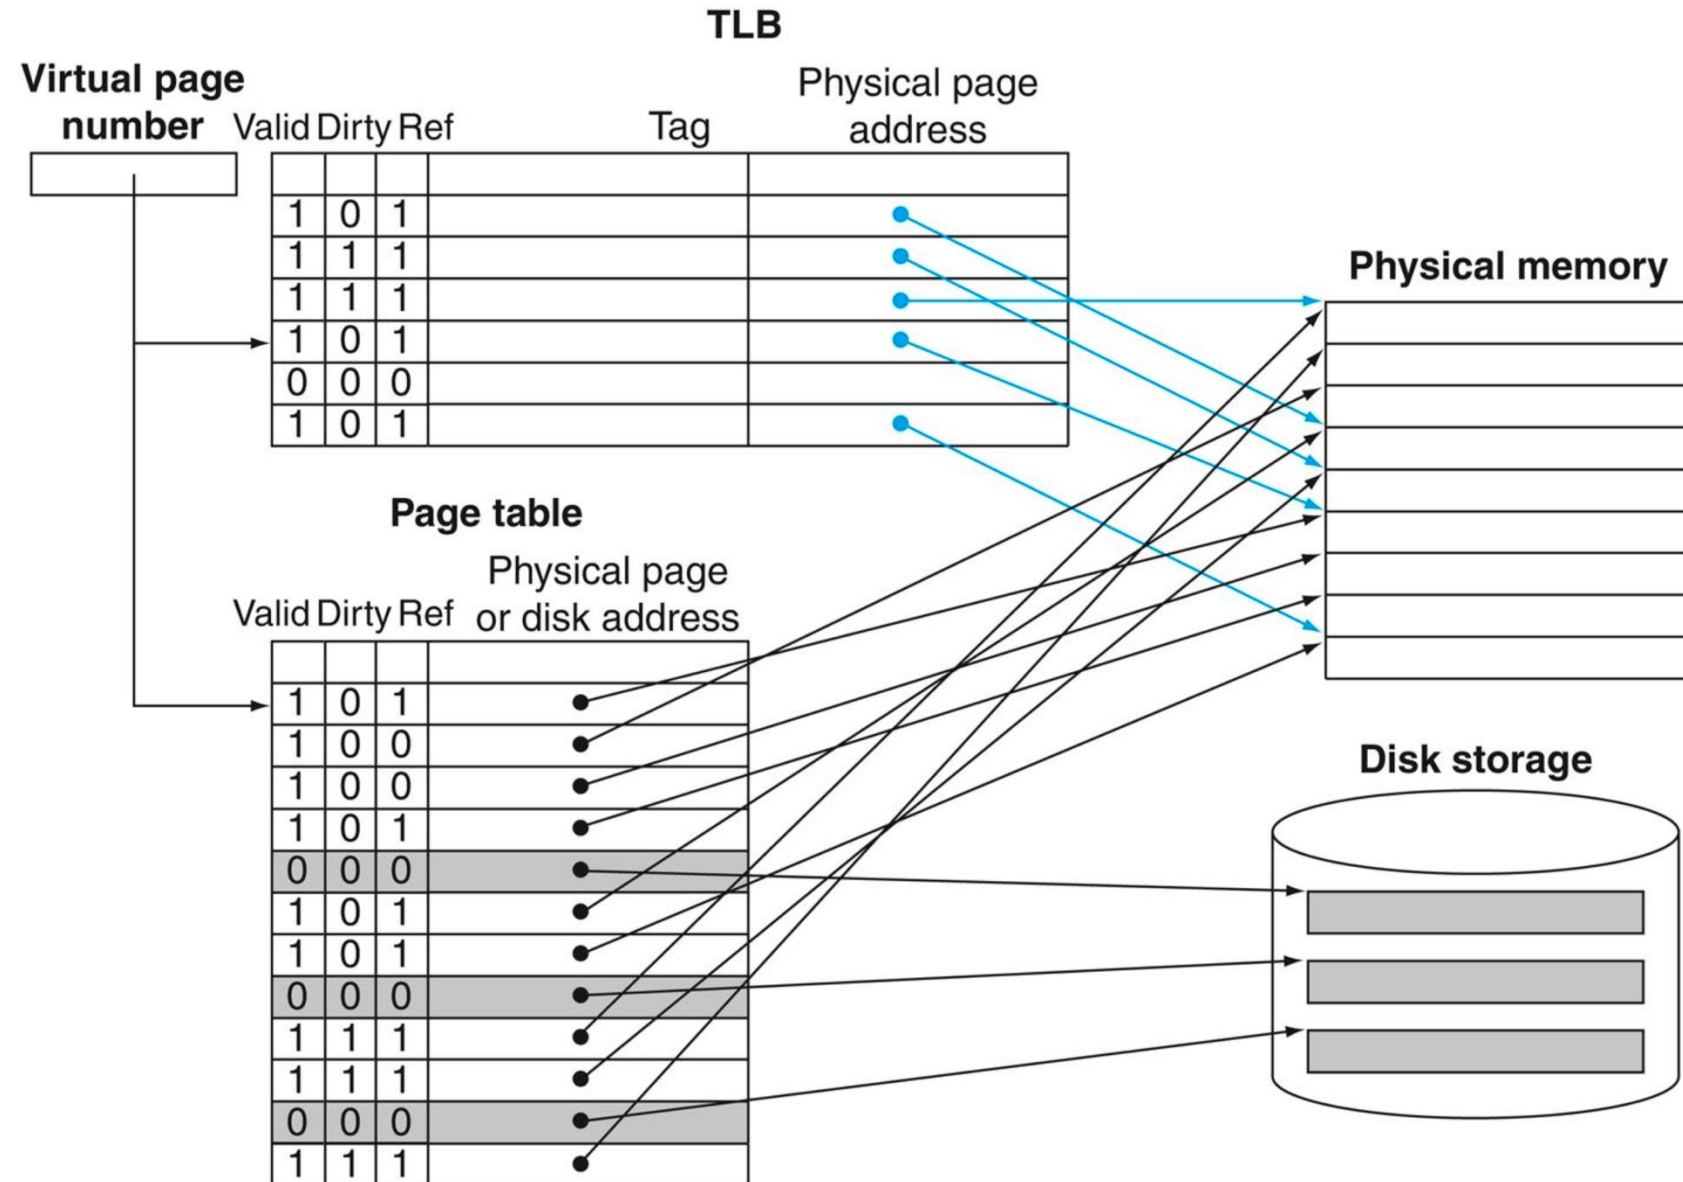 TLB
Virtual page
number
Valid Dirty Ref
Tag
Physical page
address
1 0 1
1 1 1
1 1 1
1 0 1
0 0 0
1 0 1
Physical memory
Page table
Physical page
or disk address
Valid Dirty Ref
1 0 1
1 0 0
1 0 0
1 0 1
0 0 0
1 0 1
1 0 1
0 0 0
1 1 1
1 1 1
0 0 0
1 1 1
Disk storage